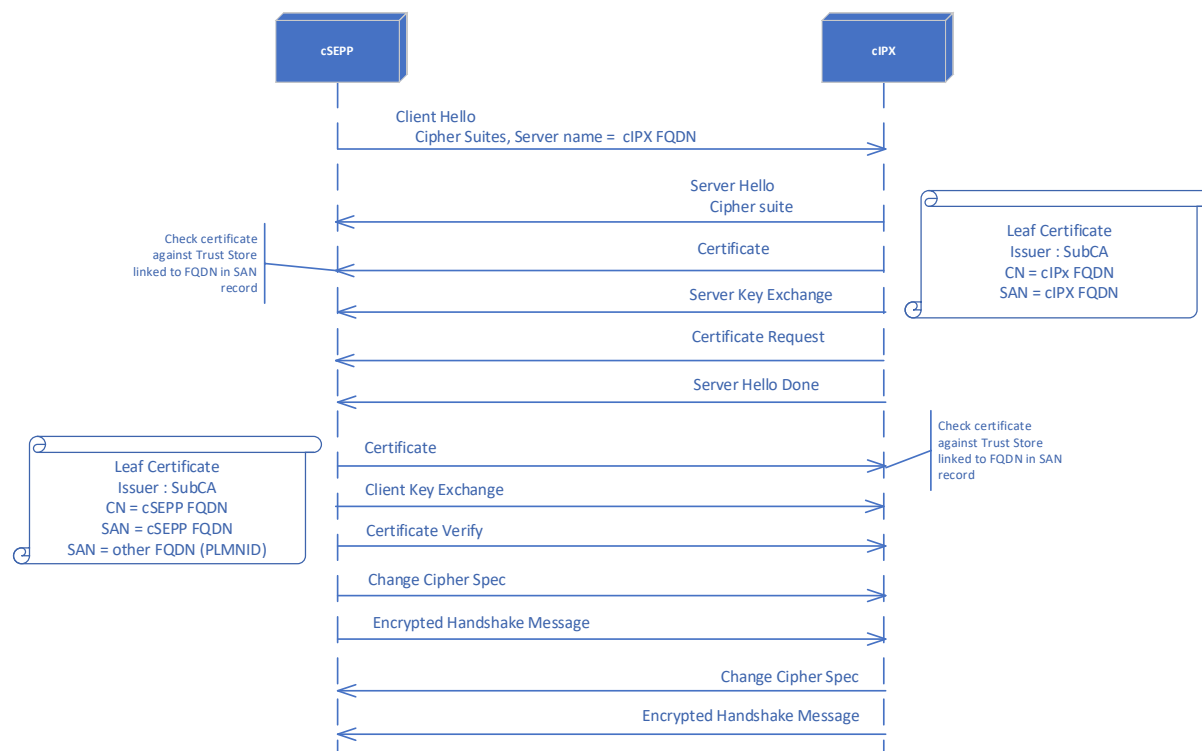 cSEPP
cIPX
Client Hello
Cipher Suites, Server name = cIPX FQDN
Server Hello
Cipher suite
Check certificate
against Trust Store
linked to FQDN in SAN
record
Certificate
Leaf Certificate
Issuer : SubCA
CN = cIPx FQDN
SAN = cIPX FQDN
Server Key Exchange
Certificate Request
Server Hello Done
Check certificate
against Trust Store
linked to FQDN in SAN
record
Certificate
Leaf Certificate
Issuer : SubCA
CN = cSEPP FQDN
SAN = cSEPP FQDN
SAN = other FQDN (PLMNID)
Client Key Exchange
Certificate Verify
Change Cipher Spec
Encrypted Handshake Message
Change Cipher Spec
Encrypted Handshake Message